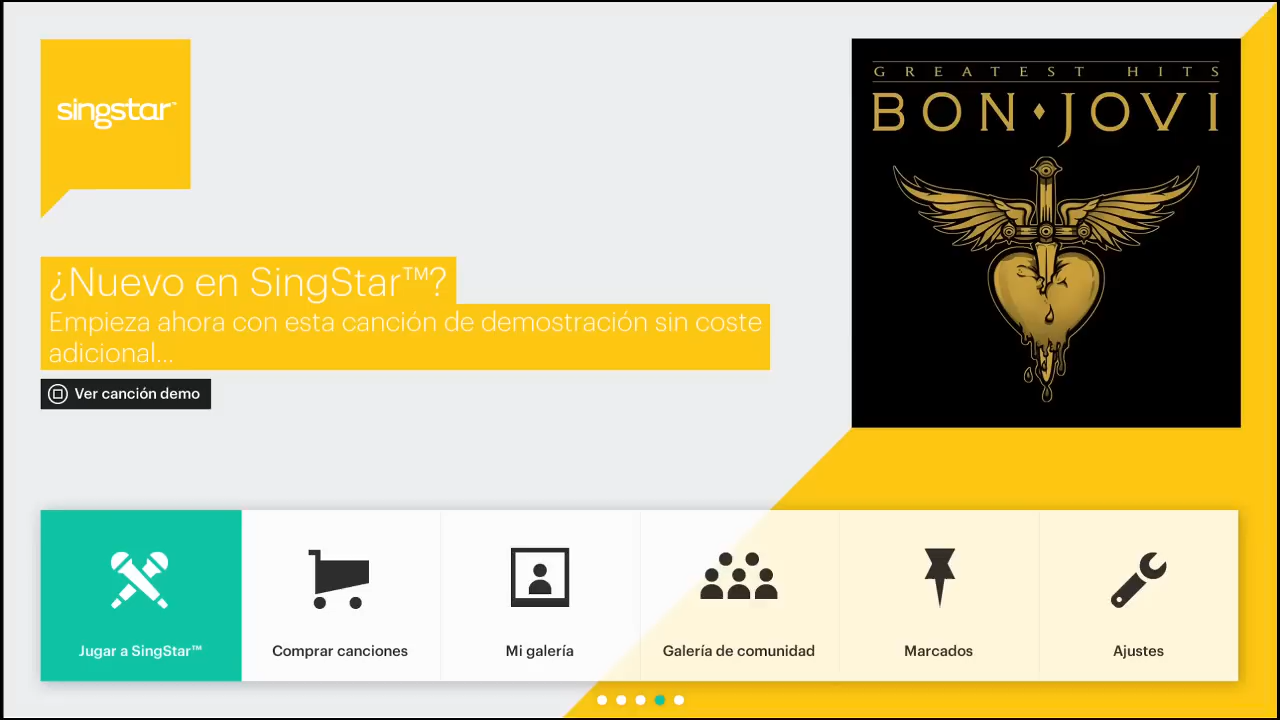 singstar™
GREATEST HITS
BON JOVI
¿Nuevo en SingStar™?
Empieza ahora con esta canción de demostración sin coste
adicional...
Ver canción demo
Jugar a SingStar™
Comprar canciones
Mi galería
Galería de comunidad
Marcados
Ajustes